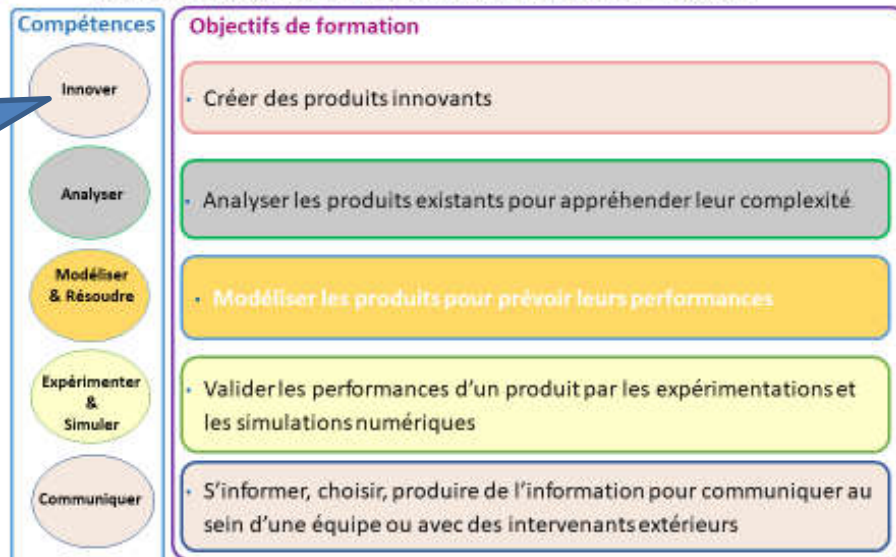 Compétences
Objectifs de formation
Innover
• Créer des produits innovants
Analyser
• Analyser les produits existants pour appréhender leur complexité
Modéliser
& Résoudre
• Modéliser les produits pour prévoir leurs performances
Expérimenter
&
Simuler
• Valider les performances d’un produit par les expérimentations et
les simulations numériques
Communiquer
• S’informer, choisir, produire de l’information pour communiquer au
sein d’une équipe ou avec des intervenants extérieurs